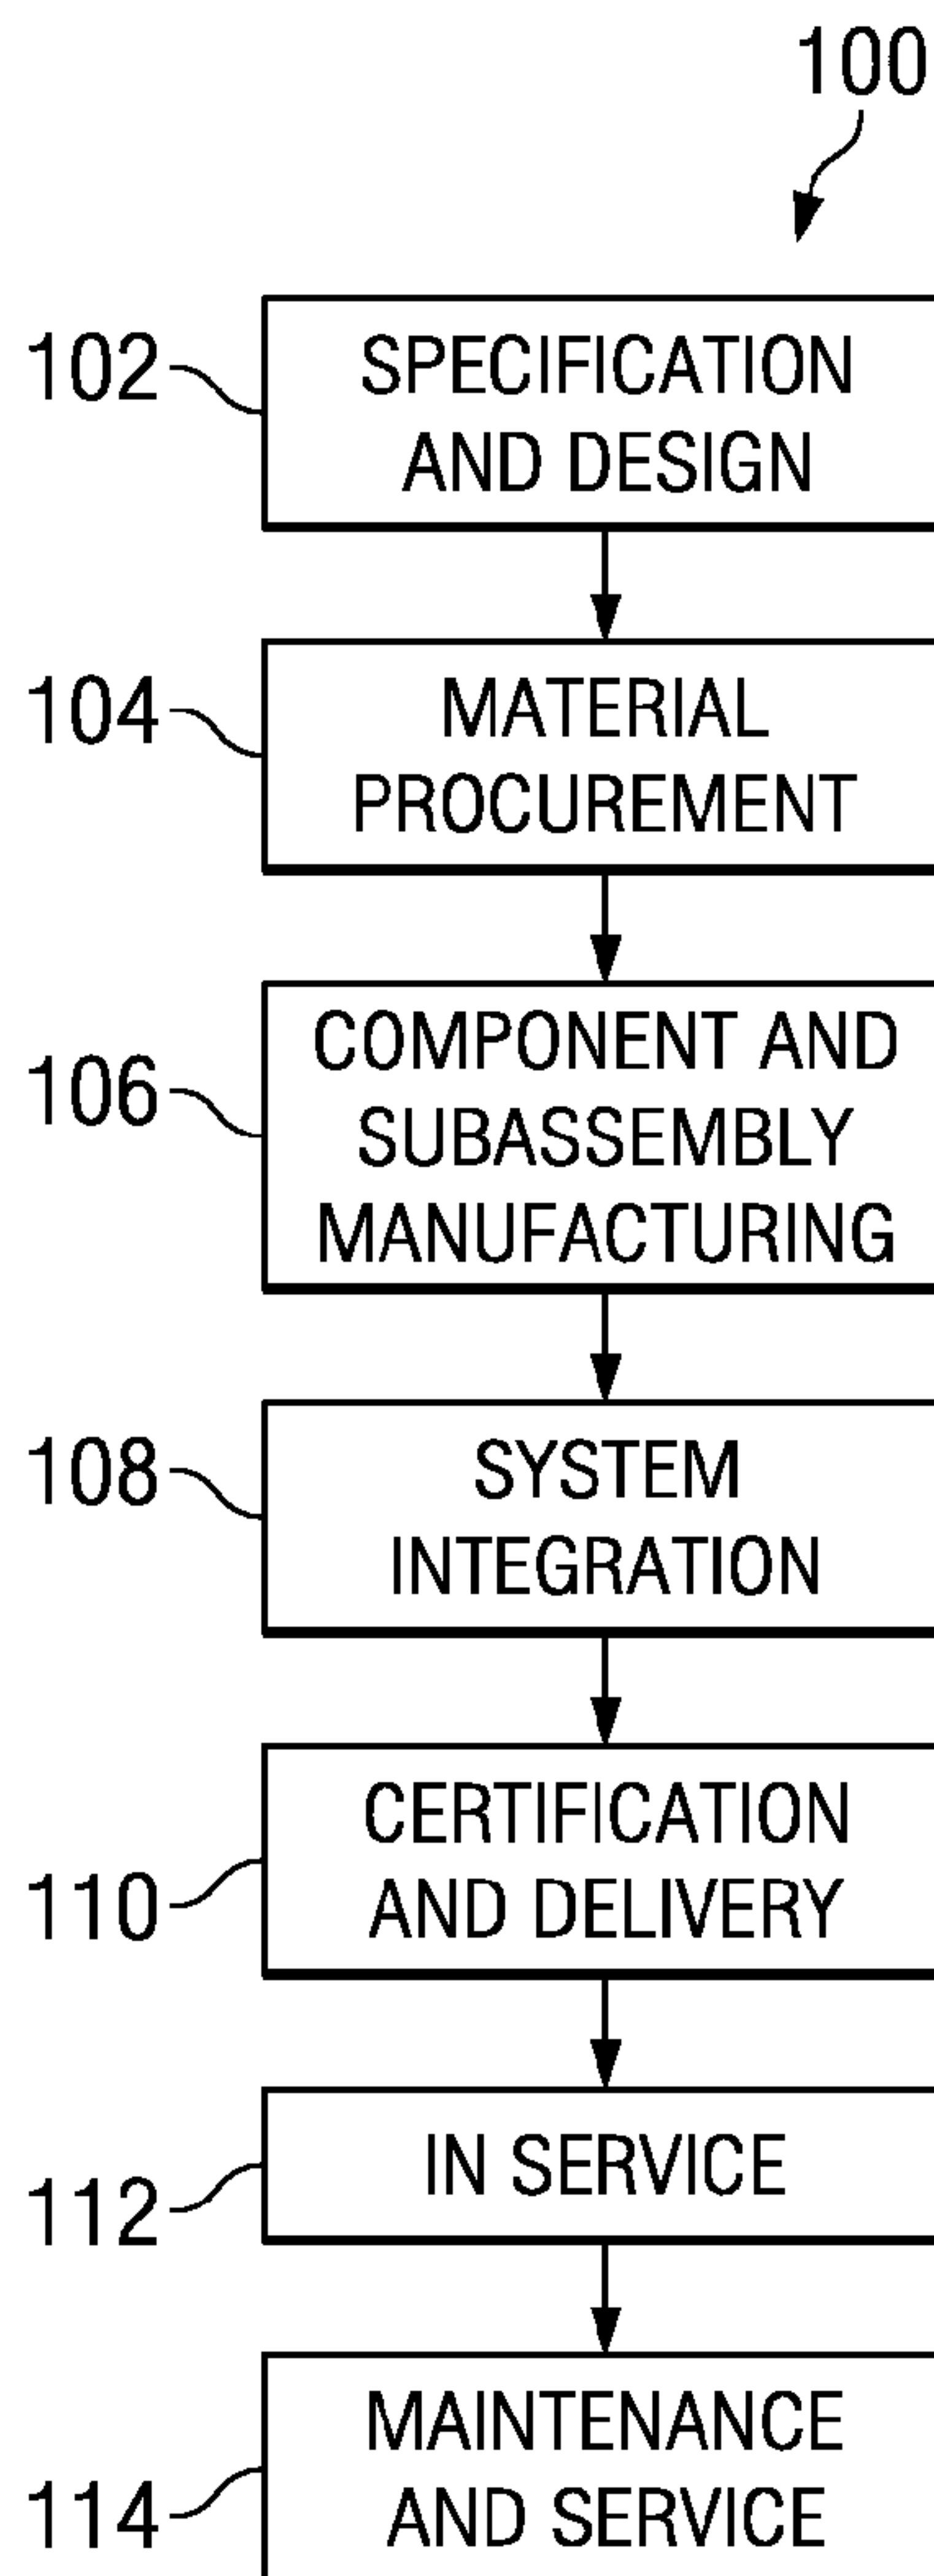 100
102
SPECIFICATION
AND DESIGN
104
MATERIAL
PROCUREMENT
106
COMPONENT AND
SUBASSEMBLY
MANUFACTURING
108
SYSTEM
INTEGRATION
110
CERTIFICATION
AND DELIVERY
112
IN SERVICE
114
MAINTENANCE
AND SERVICE